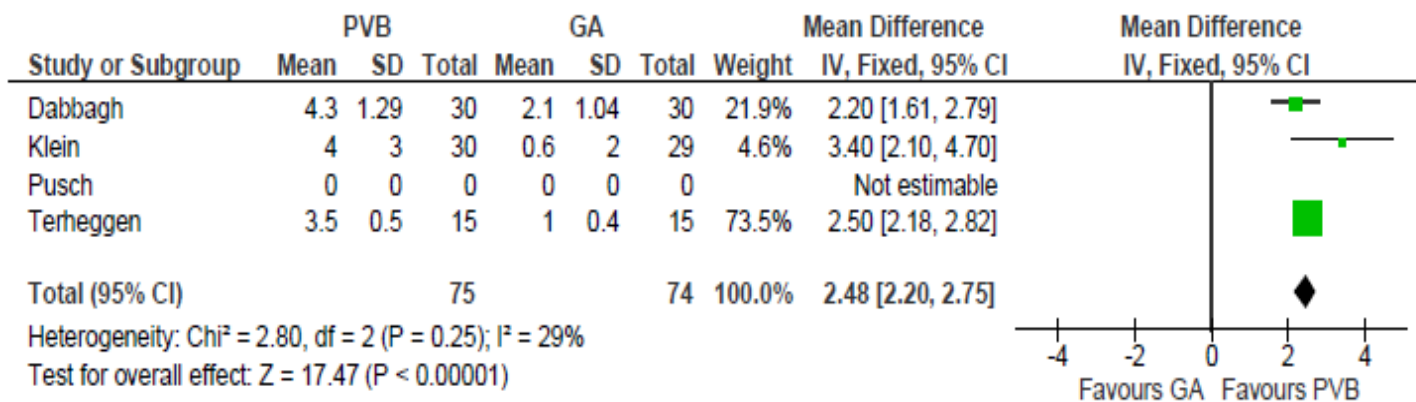 PVB GA Mean Difference Mean Difference
Study or Subgroup Mean SD Total Mean SD Total Weight IV, Fixed, 95% CI IV, Fixed, 95% CI
Dabbagh 4.3 1.29 30 2.1 1.04 30 21.9% 2.20 [1.61, 2.79]
Klein 4 3 30 0.6 2 29 4.6% 3.40 [2.10, 4.70]
Pusch 0 0 0 0 0 0 Not estimable
Terheggen 3.5 0.5 15 1 0.4 15 73.5% 2.50 [2.18, 2.82]
Total (95% CI) 75 74 100.0% 2.48 [2.20, 2.75]
Heterogeneity: Chi² = 2.80, df = 2 (P = 0.25); I² = 29%
Test for overall effect: Z = 17.47 (P < 0.00001)
-4 -2 0 2 4
Favours GA Favours PVB